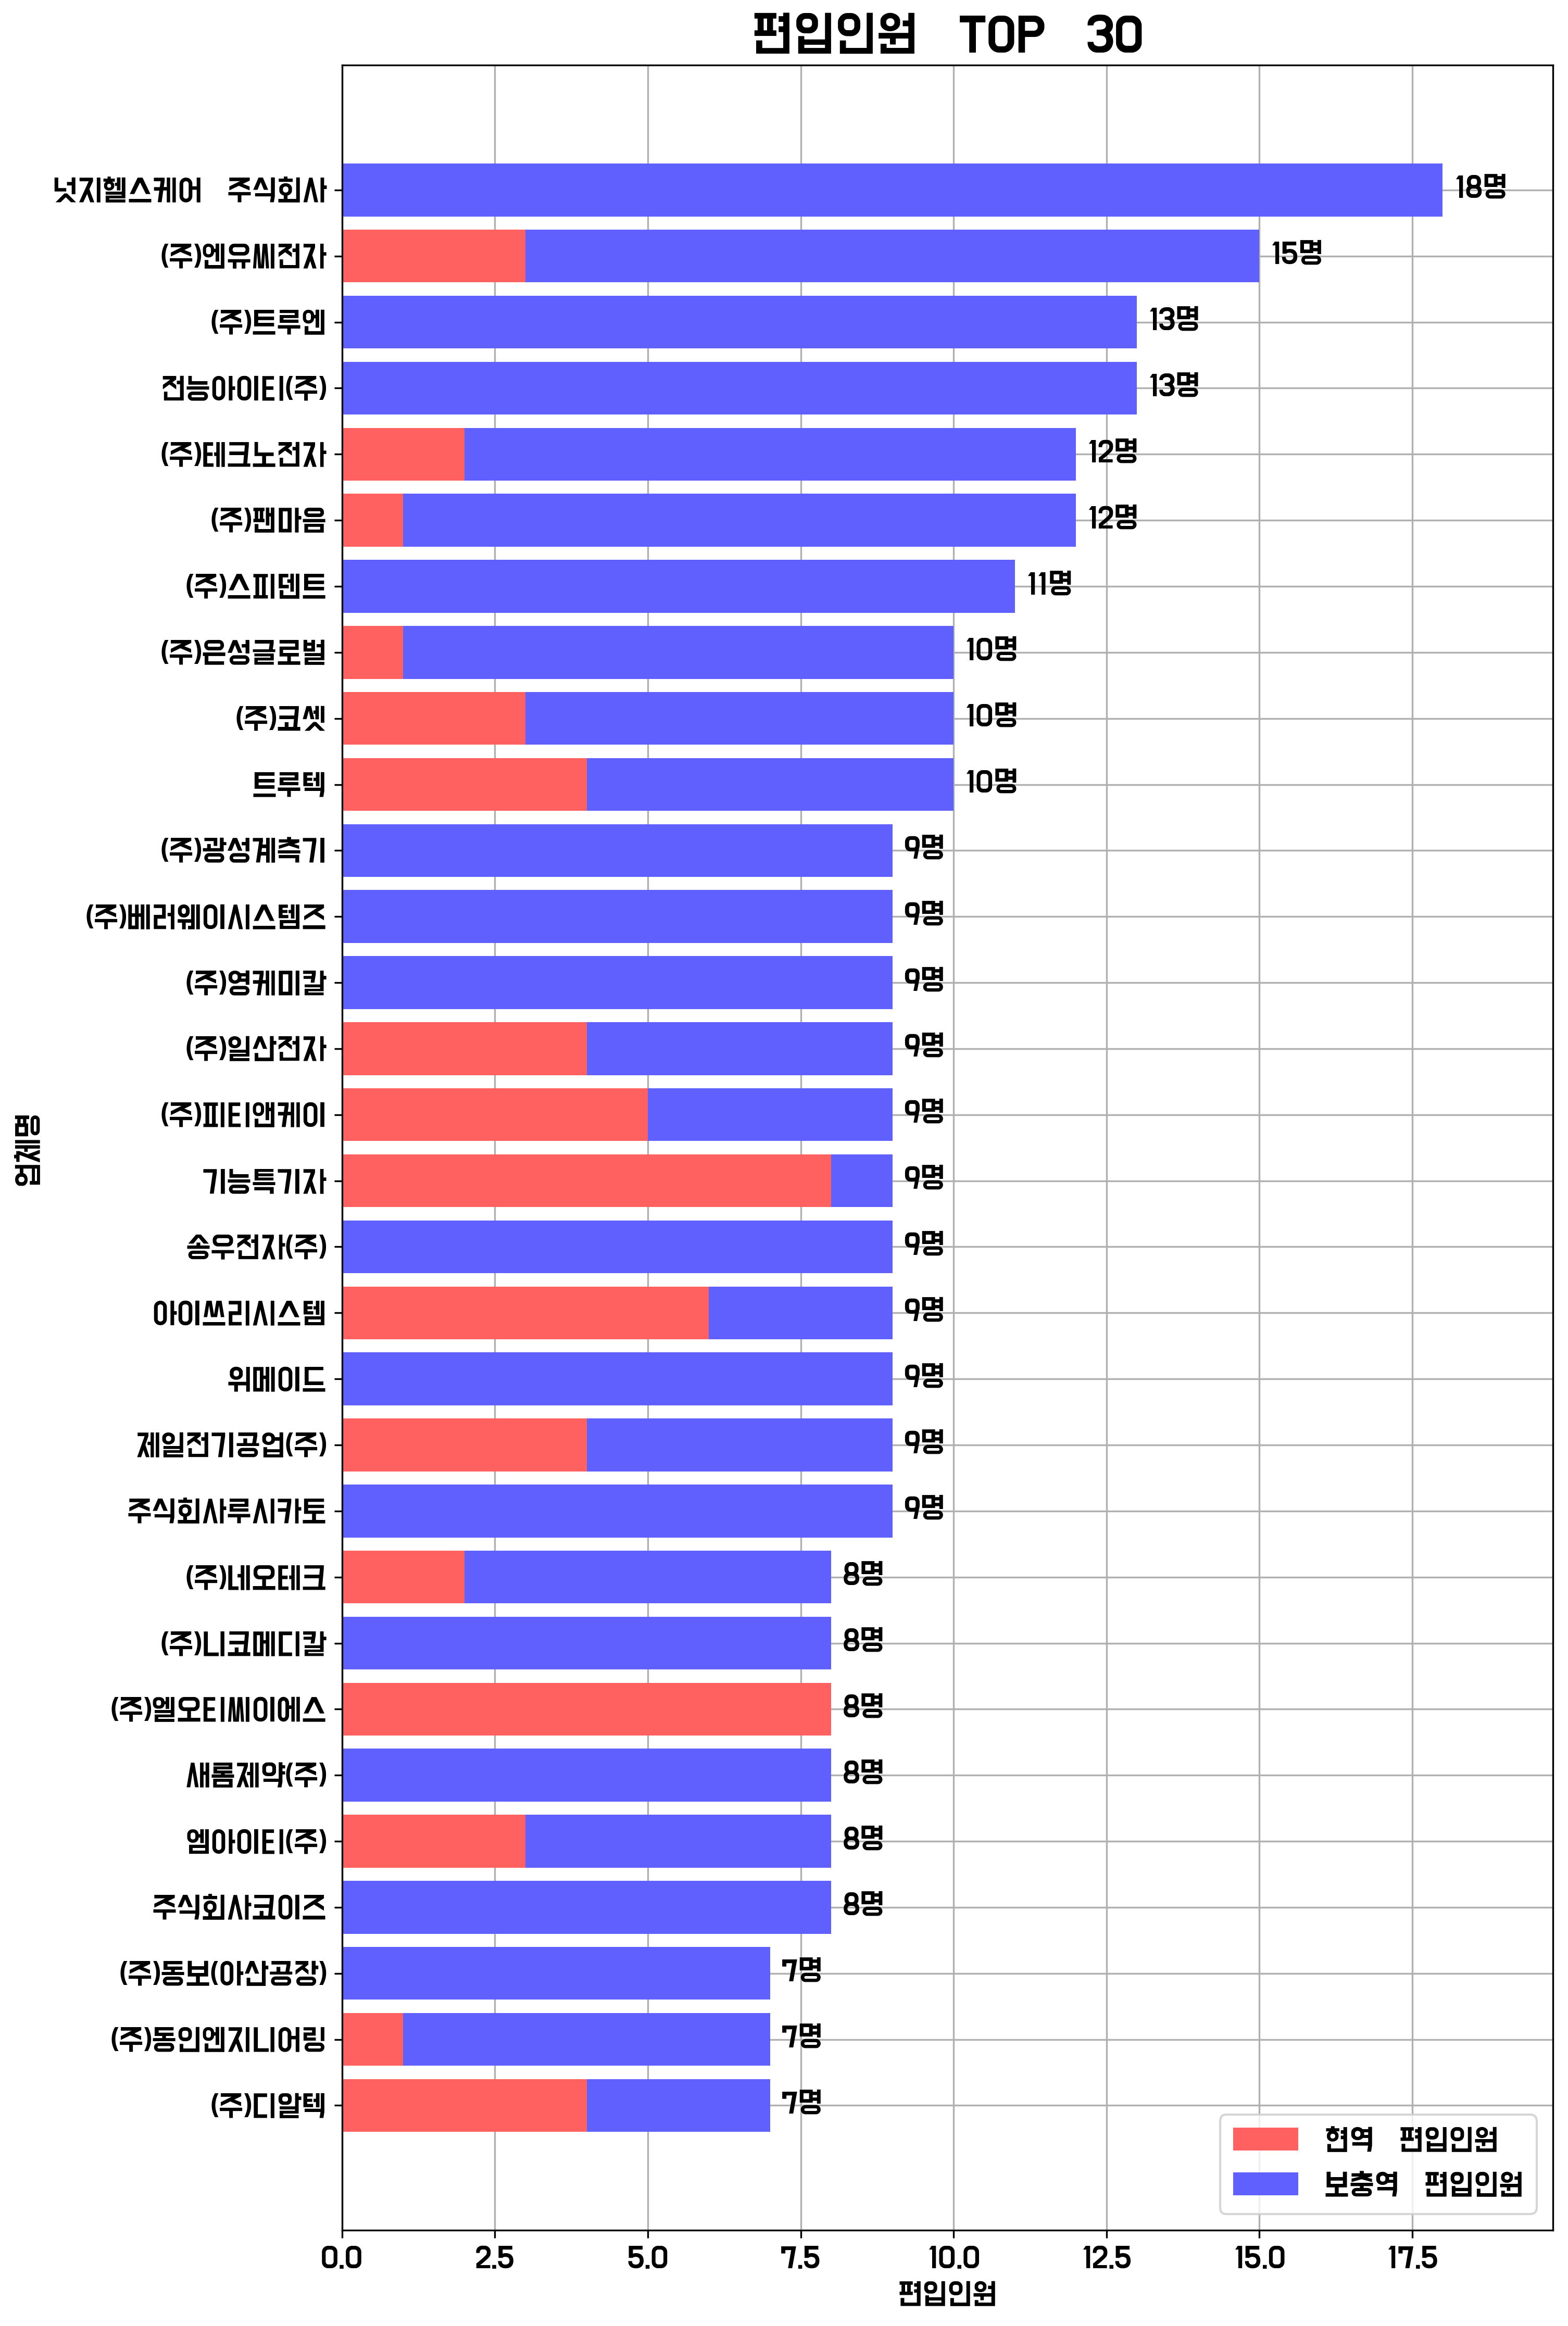 편입인원 TOP 30
넛지헬스케어 주식회사
18명
(주)엔유씨전자
15명
(주)트루엔
13명
전능아이티(주)
13명
(주)테크노전자
12명
(주)팬마음
12명
(주)스피덴트
11명
(주)은성글로벌
10명
(주)코셋
10명
트루텍
10명
(주)광성계측기
9명
(주)베러웨이시스템즈
9명
(주)영케미칼
9명
(주)일산전자
9명
(주)피티앤케이
9명
기능특기자
9명
송우전자(주)
9명
아이쓰리시스템
9명
위메이드
9명
제일전기공업(주)
9명
주식회사루시카토
9명
(주)네오테크
8명
(주)니코메디칼
8명
(주)엘오티씨이에스
8명
새롬제약(주)
8명
엠아이티(주)
8명
주식회사코이즈
8명
(주)동보(아산공장)
7명
(주)동인엔지니어링
7명
(주)디알텍
7명
업체명
현역 편입인원
보충역 편입인원
0.0 2.5 5.0 7.5 10.0 12.5 15.0 17.5
편입인원